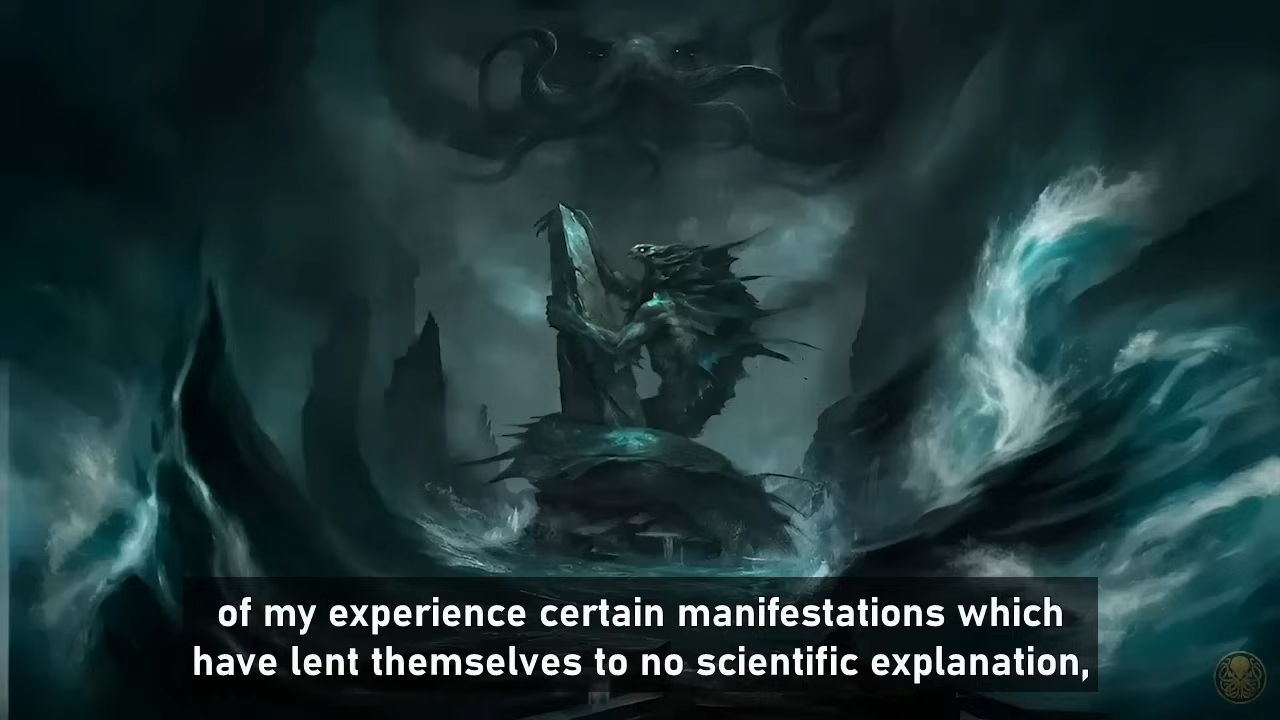 of my experience certain manifestations which
have lent themselves to no scientific explanation,